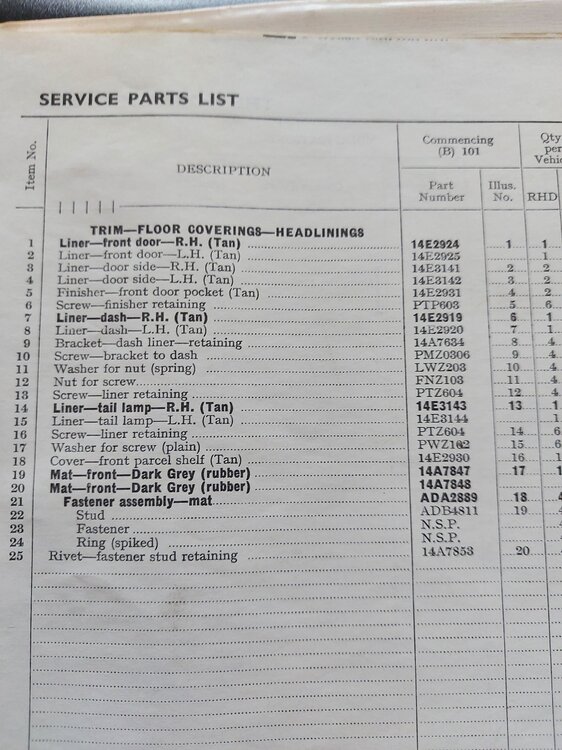 SERVICE PARTS LIST
Item No.
DESCRIPTION
Commencing
(B) 101
Qty
per
Vehic
Part
Number
Illus.
No.
RHD
TRIM—FLOOR COVERINGS—HEADLININGS
1 Liner—front door—R.H. (Tan) 14E2924 1 1
2 Liner—front door—L.H. (Tan) 14E2925 1
3 Liner—door side—R.H. (Tan) 14E3141 2 2
4 Liner—door side—L.H. (Tan) 14E3142 3 2
5 Finisher—front door pocket (Tan) 14E2931 4 2
6 Screw—finisher retaining PTP603 5 6
7 Liner—dash—R.H. (Tan) 14E2919 6 1
8 Liner—dash—L.H. (Tan) 14E2920 7 1
9 Bracket—dash liner—retaining 14A7634 8 4
10 Screw—bracket to dash PMZ0306 9 4
11 Washer for nut (spring) LWZ203 10 4
12 Nut for screw FNZ103 11 4
13 Screw—liner retaining PTZ604 12 4
14 Liner—tail lamp—R.H. (Tan) 14E3143 13 1
15 Liner—tail lamp—L.H. (Tan) 14E3144 1
16 Screw—liner retaining PTZ604 14 6
17 Washer for screw (plain) PWZ102 15 6
18 Cover—front parcel shelf (Tan) 14E2930 16 1
19 Mat—front—Dark Grey (rubber) 14A7847 17 1
20 Mat—front—Dark Grey (rubber) 14A7848
21 Fastener assembly—mat ADA2889 18 4
22 Stud ADB4811 19
23 Fastener N.S.P.
24 Ring (spiked) N.S.P.
25 Rivet—fastener stud retaining 14A7853 20